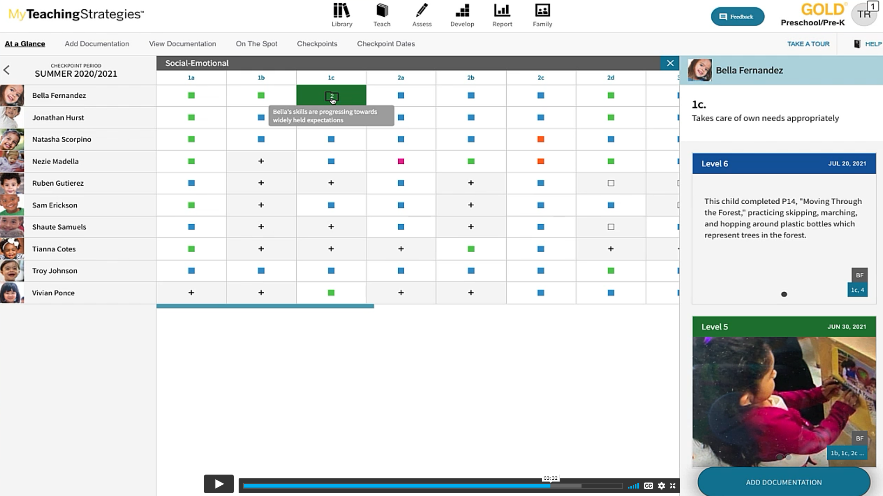 MyTeachingStrategies™
Library
Teach
Assess
Develop
Report
Family
Feedback
GOLD®
Preschool/Pre-K
TR
1
At a Glance
Add Documentation
View Documentation
On The Spot
Checkpoints
Checkpoint Dates
TAKE A TOUR
HELP
CHECKPOINT PERIOD
SUMMER 2020/2021
Social-Emotional
1a
1b
1c
2a
2b
2c
2d
Bella Fernandez
2
Bella's skills are progressing towards
widely held expectations
Jonathan Hurst
Natasha Scorpino
Nezie Madella
Ruben Gutierez
Sam Erickson
Shaute Samuels
Tianna Cotes
Troy Johnson
Vivian Ponce
Bella Fernandez
1c.
Takes care of own needs appropriately
Level 6
JUL 20, 2021
This child completed P14, "Moving Through
the Forest," practicing skipping, marching,
and hopping around plastic bottles which
represent trees in the forest.
BF
1c, 4
Level 5
JUN 30, 2021
BF
1b, 1c, 2c ...
ADD DOCUMENTATION
CC